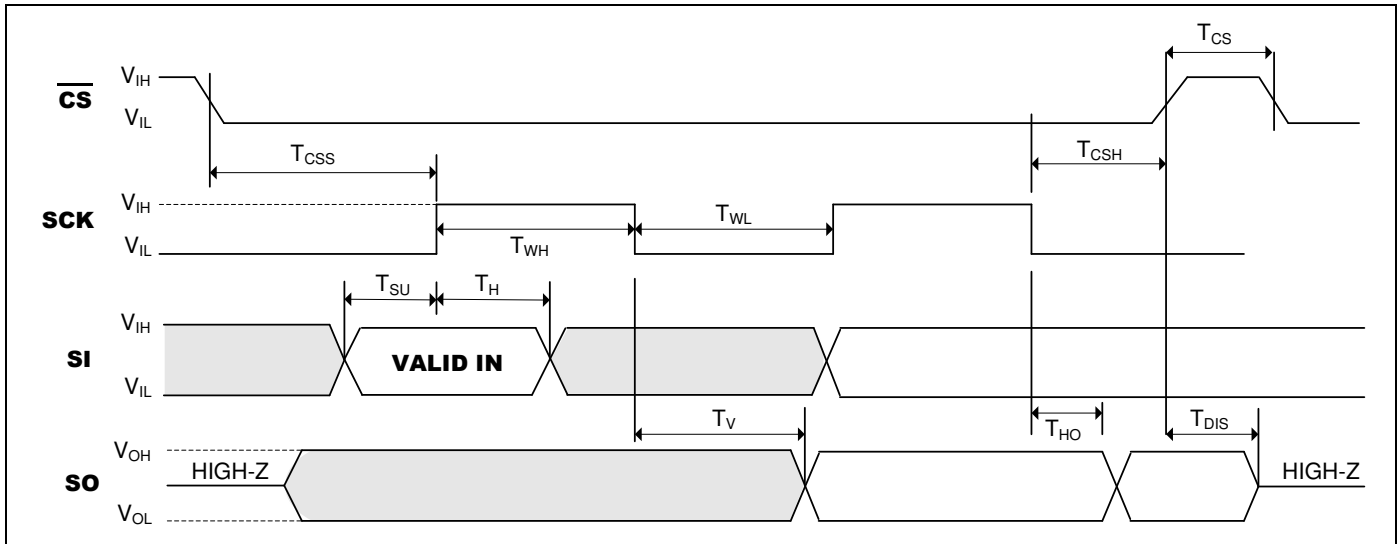 T_CS
V_IH
CS
V_IL
T_CSS
T_CSH
V_IH
SCK
T_WL
V_IL
T_WH
T_SU
T_H
V_IH
SI
VALID IN
V_IL
T_V
T_HO
T_DIS
V_OH
HIGH-Z
HIGH-Z
SO
V_OL